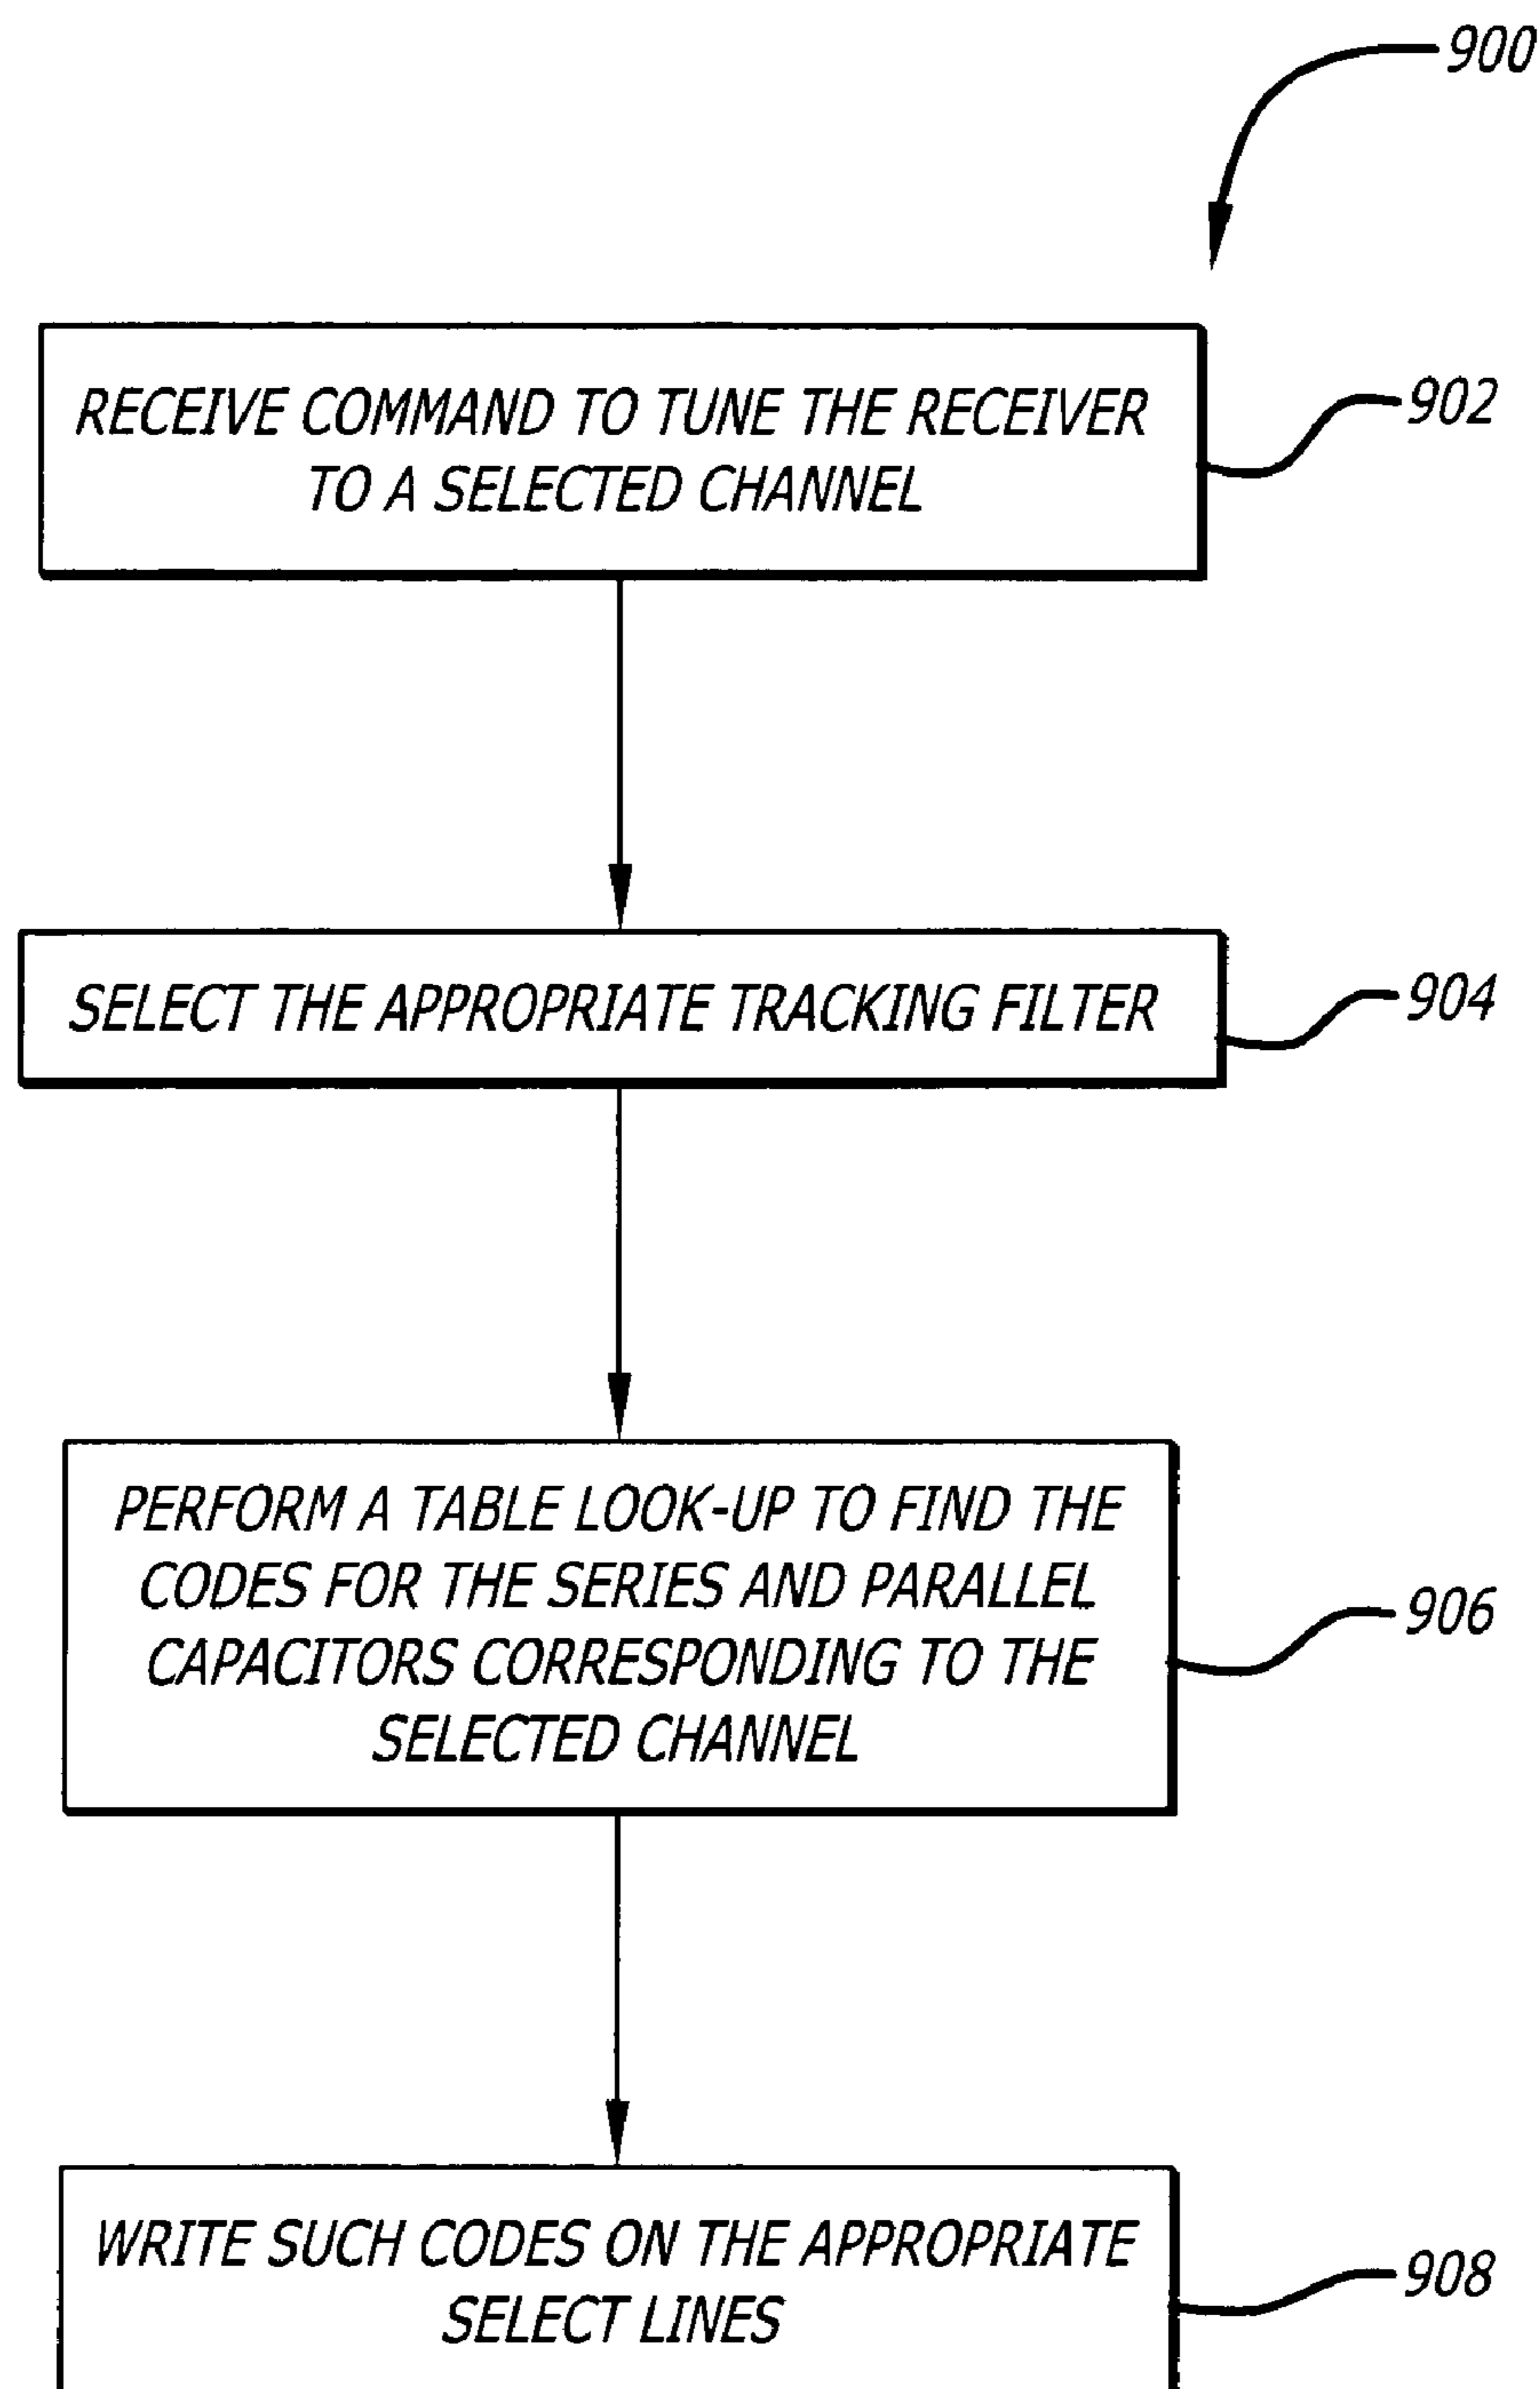 900
RECEIVE COMMAND TO TUNE THE RECEIVER
TO A SELECTED CHANNEL
902
SELECT THE APPROPRIATE TRACKING FILTER
904
PERFORM A TABLE LOOK-UP TO FIND THE
CODES FOR THE SERIES AND PARALLEL
CAPACITORS CORRESPONDING TO THE
SELECTED CHANNEL
906
WRITE SUCH CODES ON THE APPROPRIATE
SELECT LINES
908